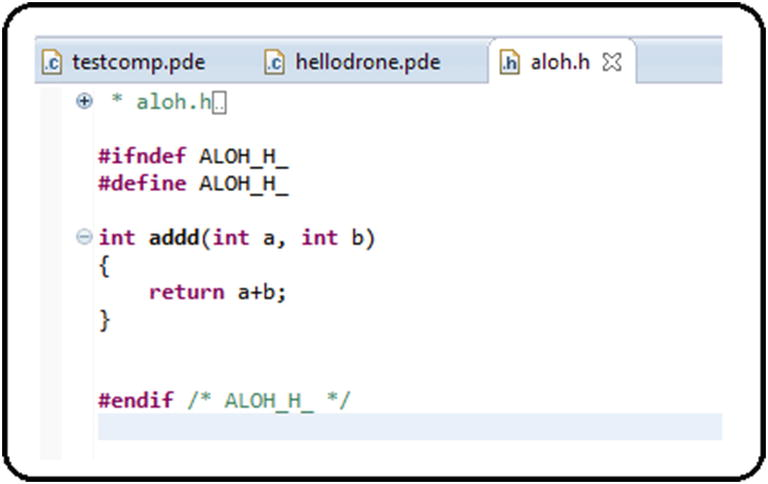 testcomp.pde hellodrone.pde aloh.h
* aloh.h..
#ifndef ALOH_H_
#define ALOH_H_
int addd(int a, int b)
{
return a+b;
}
#endif /* ALOH_H_ */